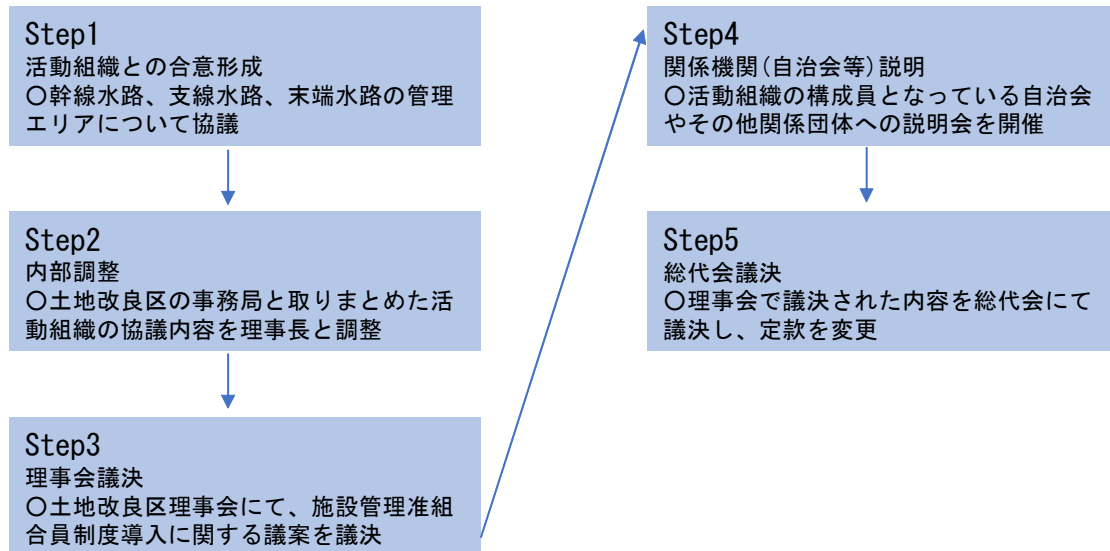 Step1
活動組織との合意形成
〇幹線水路、支線水路、末端水路の管理
エリアについて協議
Step2
内部調整
〇土地改良区の事務局と取りまとめた活
動組織の協議内容を理事長と調整
Step3
理事会議決
〇土地改良区理事会にて、施設管理准組
合員制度導入に関する議案を議決
Step4
関係機関(自治会等)説明
〇活動組織の構成員となっている自治会
やその他関係団体への説明会を開催
Step5
総代会議決
〇理事会で議決された内容を総代会にて
議決し、定款を変更